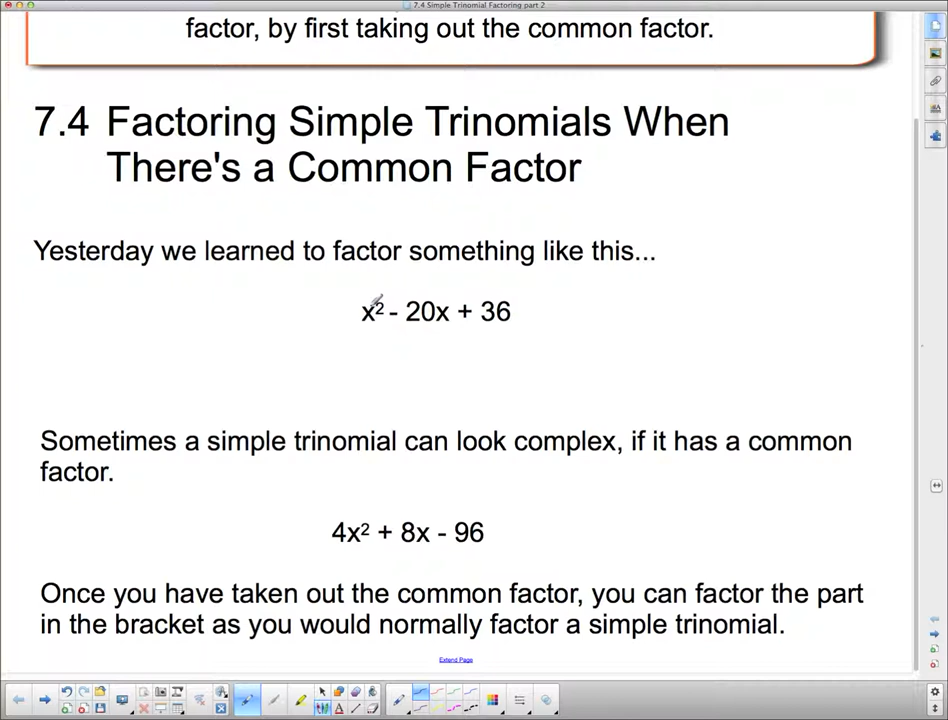 7.4 Simple Trinomial Factoring part 2
factor, by first taking out the common factor.
7.4 Factoring Simple Trinomials When
There's a Common Factor
Yesterday we learned to factor something like this...
x² - 20x + 36
Sometimes a simple trinomial can look complex, if it has a common
factor.
4x² + 8x - 96
Once you have taken out the common factor, you can factor the part
in the bracket as you would normally factor a simple trinomial.
Extend Page